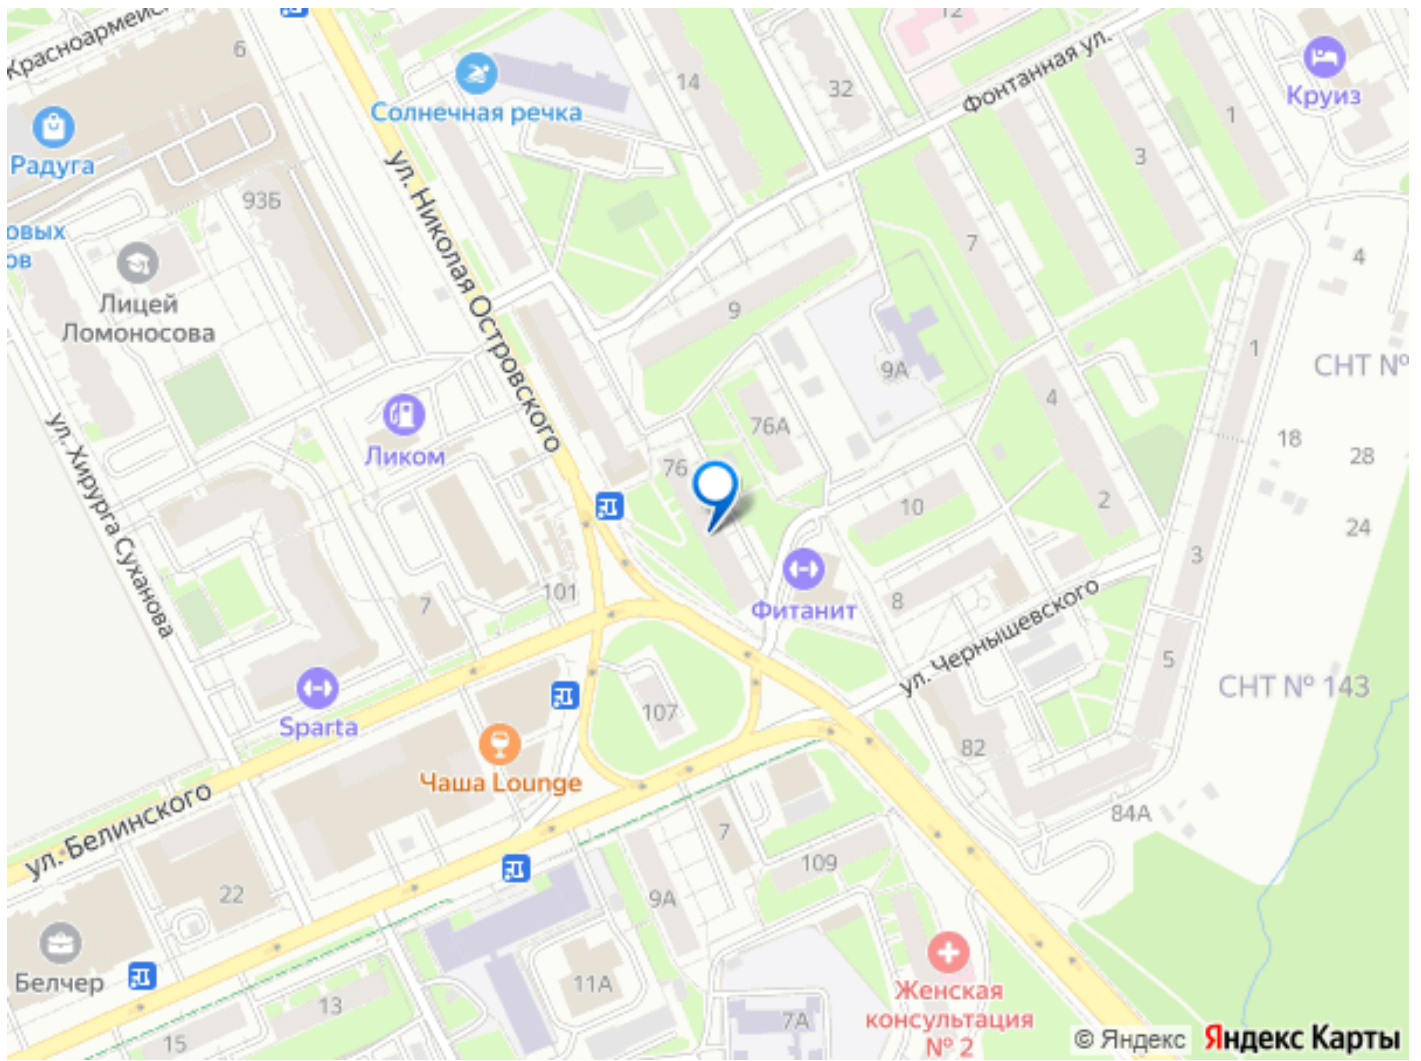 Красноармейс
6
12
Солнечная речка
14
32
Фонтанная ул.
Круиз
1
3
Радуга
93Б
7
овых
ов
Лицей
Ломоносова
ул. Николая Островского
9
9А
4
1
СНТ №
4
76А
18
28
24
Ликом
76
10
2
3
ул. Хирурга Суханова
101
7
Фитанит
8
ул. Чернышевского
5
СНТ № 143
Sparta
107
82
Чаша Lounge
84А
ул. Белинского
7
109
22
9А
Белчер
11А
Женская
консультация
№ 2
13
7А
15
© Яндекс
Яндекс Карты